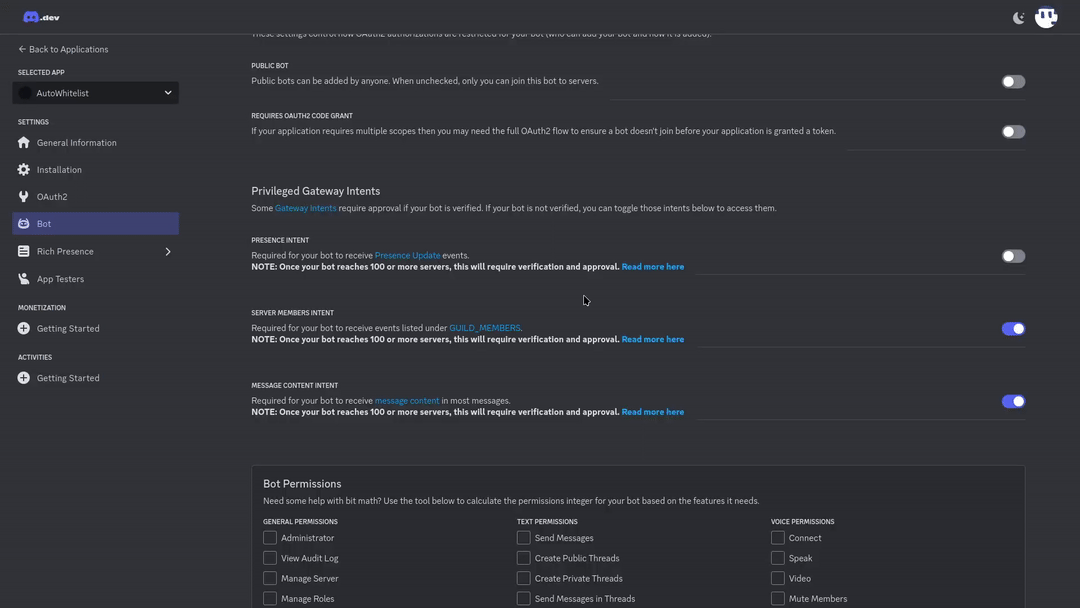 .dev
Back to Applications
SELECTED APP
AutoWhitelist
SETTINGS
General Information
Installation
OAuth2
Bot
Rich Presence
App Testers
MONETIZATION
Getting Started
ACTIVITIES
Getting Started
These settings control how OAuth2 authorizations are restricted for your bot (who can add your bot and how it is added).
PUBLIC BOT
Public bots can be added by anyone. When unchecked, only you can join this bot to servers.
REQUIRES OAUTH2 CODE GRANT
If your application requires multiple scopes then you may need the full OAuth2 flow to ensure a bot doesn't join before your application is granted a token.
Privileged Gateway Intents
Some Gateway Intents require approval if your bot is verified. If your bot is not verified, you can toggle those intents below to access them.
PRESENCE INTENT
Required for your bot to receive Presence Update events.
NOTE: Once your bot reaches 100 or more servers, this will require verification and approval. Read more here
SERVER MEMBERS INTENT
Required for your bot to receive events listed under GUILD_MEMBERS.
NOTE: Once your bot reaches 100 or more servers, this will require verification and approval. Read more here
MESSAGE CONTENT INTENT
Required for your bot to receive message content in most messages.
NOTE: Once your bot reaches 100 or more servers, this will require verification and approval. Read more here
Bot Permissions
Need some help with bit math? Use the tool below to calculate the permissions integer for your bot based on the features it needs.
GENERAL PERMISSIONS
Administrator
View Audit Log
Manage Server
Manage Roles
TEXT PERMISSIONS
Send Messages
Create Public Threads
Create Private Threads
Send Messages in Threads
VOICE PERMISSIONS
Connect
Speak
Video
Mute Members